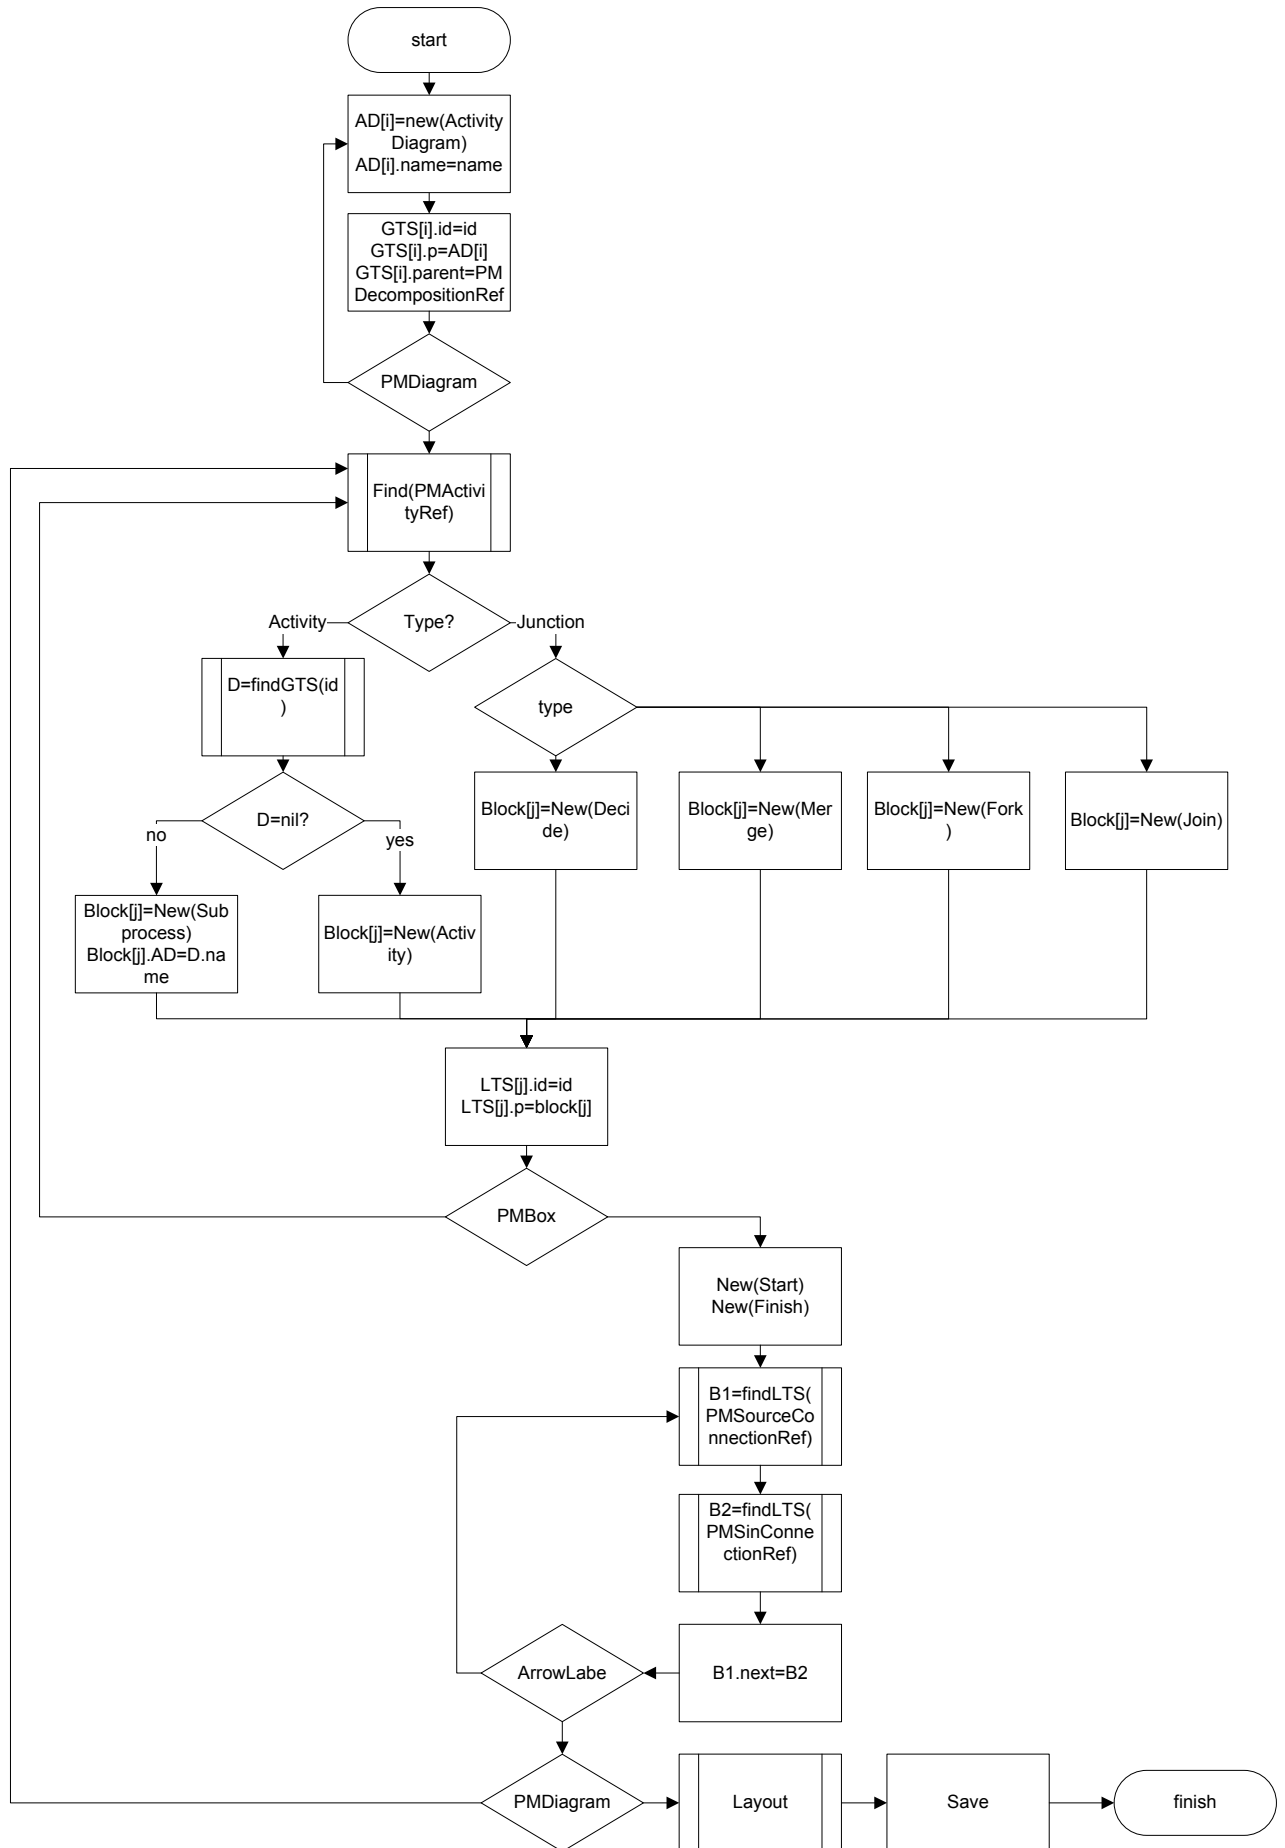 start
AD[i]=new(Activity
Diagram)
AD[i].name=name
GTS[i].id=id
GTS[i].p=AD[i]
GTS[i].parent=PM
DecompositionRef
PMDiagram
Find(PMActivi
tyRef)
Type?
Activity
Junction
D=findGTS(id
)
type
D=nil?
no
yes
Block[j]=New(Deci
de)
Block[j]=New(Mer
ge)
Block[j]=New(Fork
)
Block[j]=New(Join)
Block[j]=New(Sub
process)
Block[j].AD=D.na
me
Block[j]=New(Activ
ity)
LTS[j].id=id
LTS[j].p=block[j]
PMBox
New(Start)
New(Finish)
B1=findLTS(
PMSourceCo
nnectionRef)
B2=findLTS(
PMSinConne
ctionRef)
ArrowLabe
B1.next=B2
PMDiagram
Layout
Save
finish